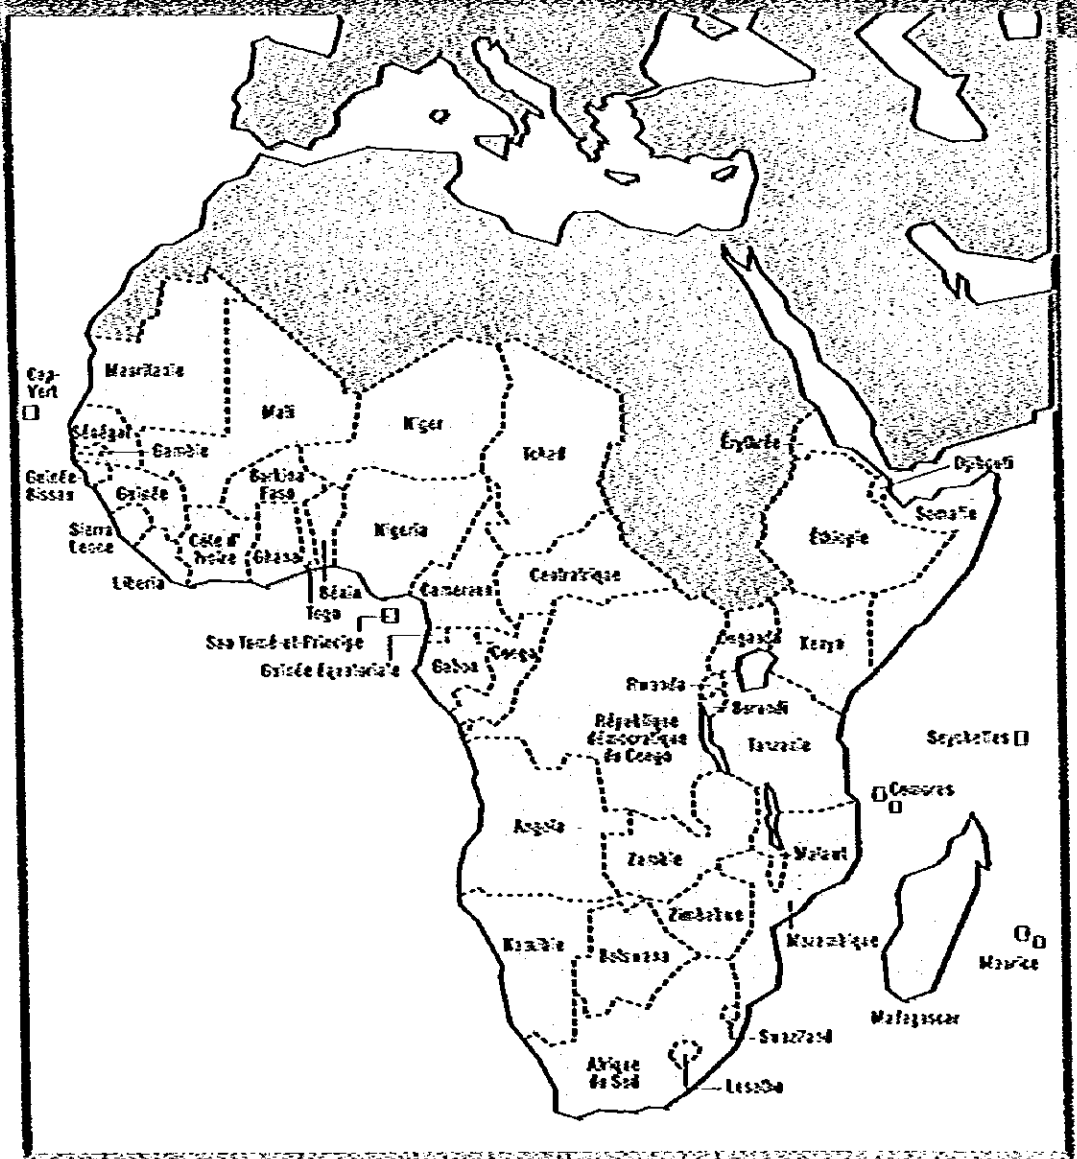 Mauritanie
Cap-
Vert
Mali
Niger
Tchad
Érythrée
Djibouti
Sénégal
Gambie
Guinée-
Bissau
Guinée
Burkina
Faso
Nigeria
Somalie
Éthiopie
Sierra
Leone
Côte d'
Ivoire
Ghana
Centrafrique
Liberia
Cameroun
Bénin
Togo
Sao Tomé-et-Principe
Ouganda
Kenya
Guinée équatoriale
Gabon
Congo
Rwanda
Burundi
République
démocratique
du Congo
Tanzanie
Seychelles
Comores
Angola
Zambie
Malawi
Zimbabwe
Mozambique
Namibie
Botswana
Maurice
Madagascar
Swaziland
Afrique
du Sud
Lesotho